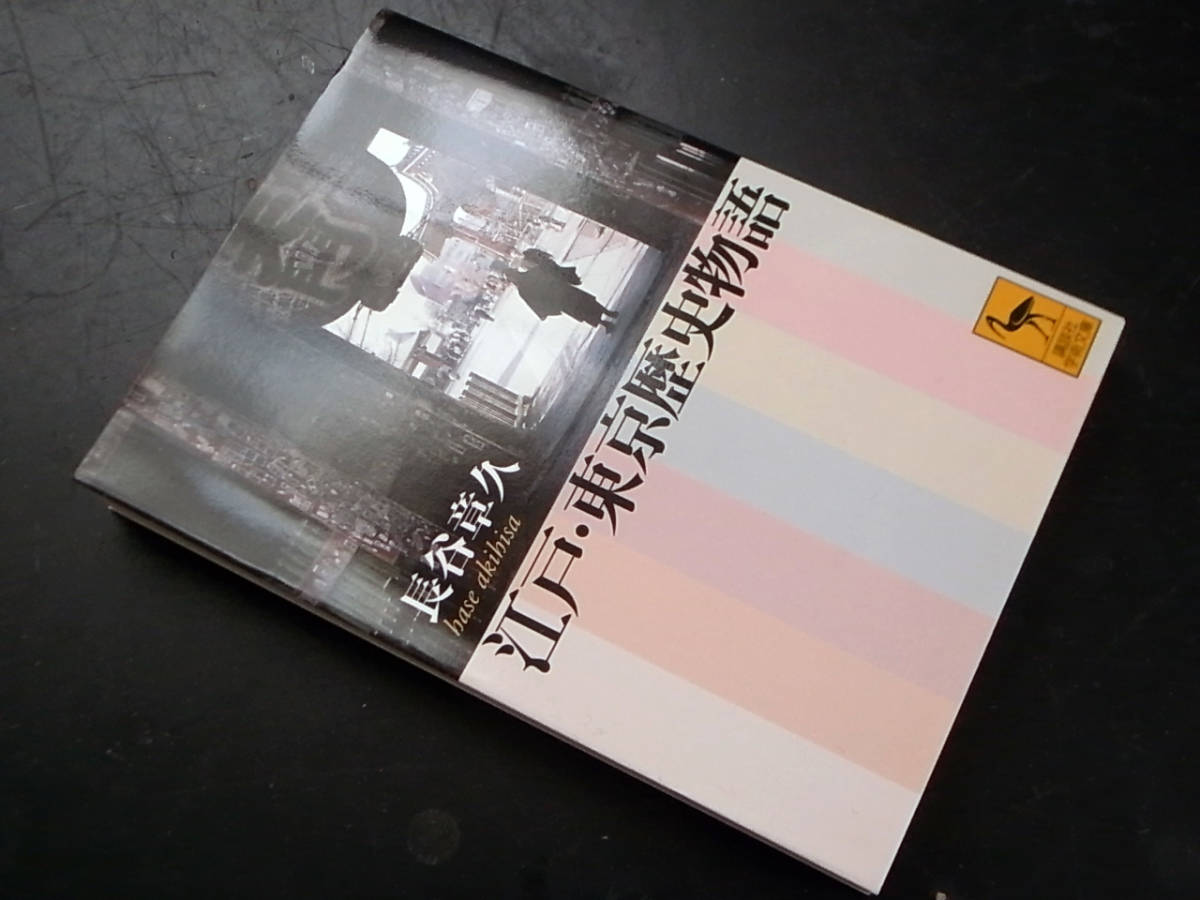 江戸・東京歴史物語
長谷章久
hase akihisa
講談社
学術文庫